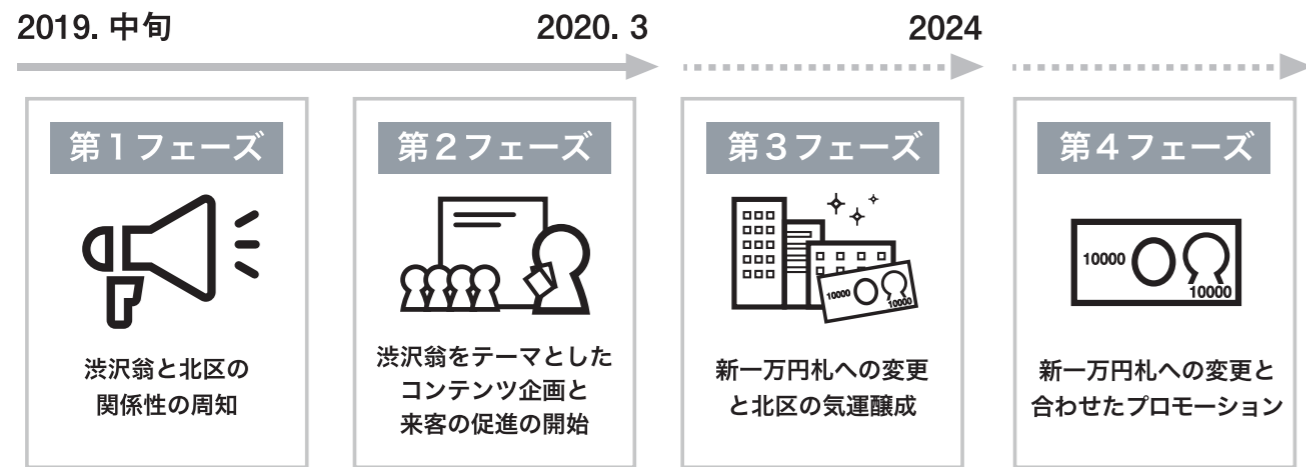 2019. 中旬
2020. 3
2024
第1フェーズ
渋沢翁と北区の
関係性の周知
第2フェーズ
渋沢翁をテーマとした
コンテンツ企画と
来客の促進の開始
第3フェーズ
10000
10000
新一万円札への変更
と北区の気運醸成
第4フェーズ
10000
10000
新一万円札への変更と
合わせたプロモーション